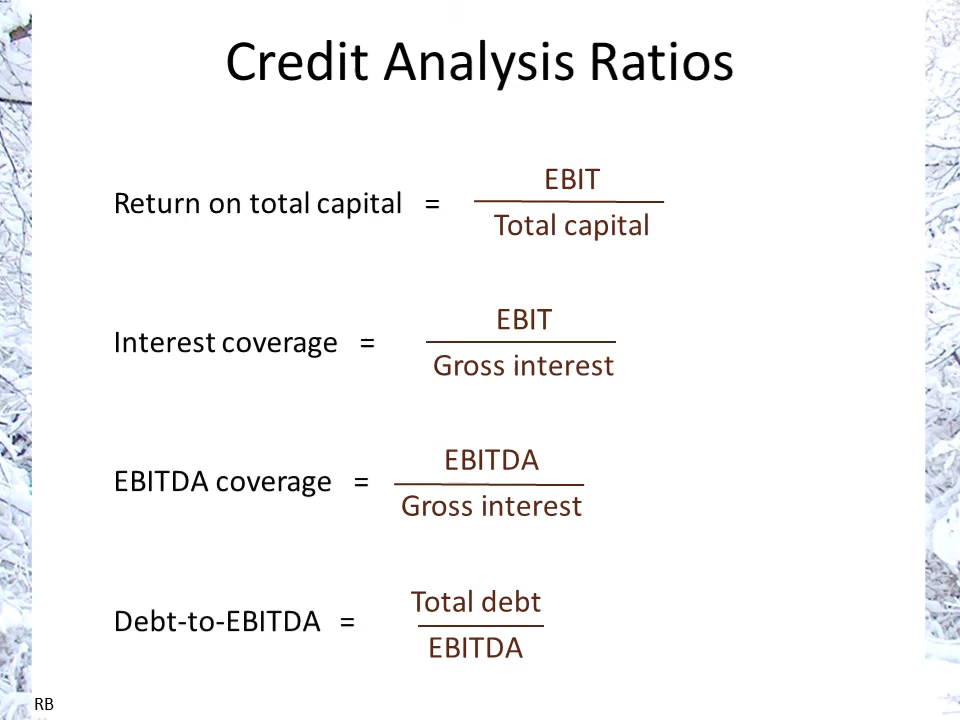 Credit Analysis Ratios
EBIT
Return on total capital =
Total capital
EBIT
Interest coverage =
Gross interest
EBITDA
EBITDA coverage =
Gross interest
Total debt
Debt-to-EBITDA =
EBITDA
RB